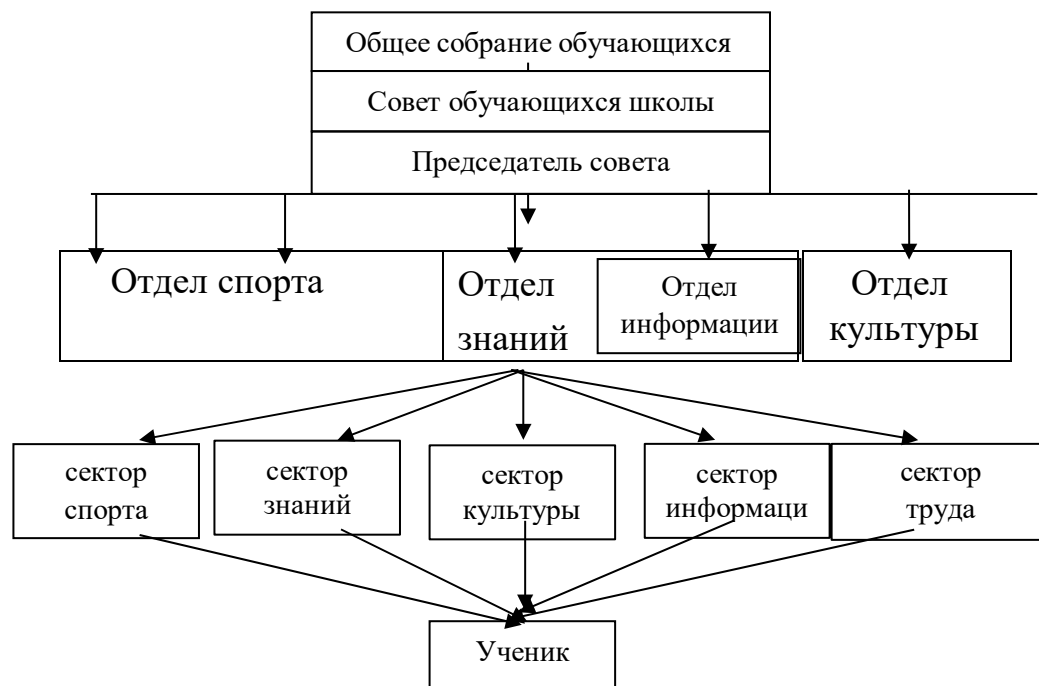 Общее собрание обучающихся
Совет обучающихся школы
Председатель совета
Отдел спорта
Отдел
знаний
Отдел
информации
Отдел
культуры
сектор
спорта
сектор
знаний
сектор
культуры
сектор
информаци
сектор
труда
Ученик